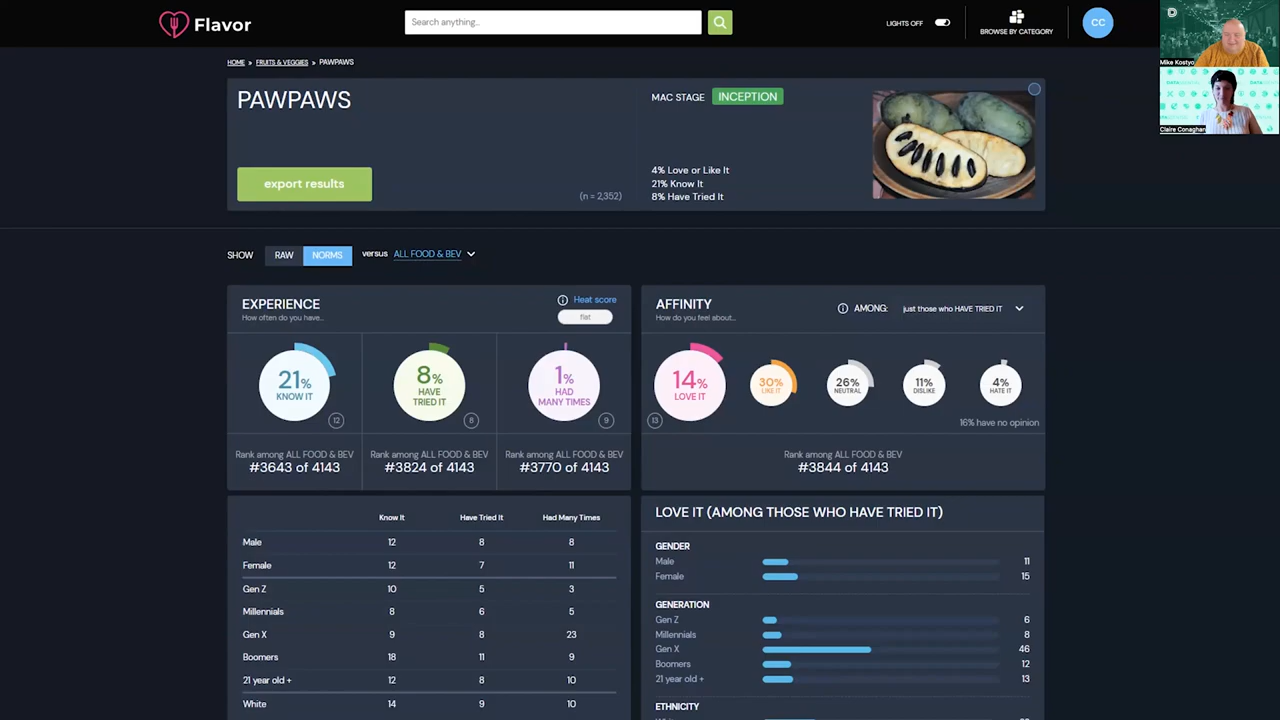 Flavor
Search anything...
LIGHTS OFF
BROWSE BY CATEGORY
CC
Mike Kostyo
Claire Conaghan
HOME > FRUITS & VEGGIES > PAWPAWS
PAWPAWS
export results
(n = 2,352)
MAC STAGE INCEPTION
4% Love or Like It
21% Know It
8% Have Tried It
SHOW RAW NORMS versus ALL FOOD & BEV
EXPERIENCE
How often do you have...
Heat score
flat
21%
KNOW IT
12
8%
HAVE
TRIED IT
8
1%
HAD
MANY TIMES
9
Rank among ALL FOOD & BEV
#3643 of 4143
Rank among ALL FOOD & BEV
#3824 of 4143
Rank among ALL FOOD & BEV
#3770 of 4143
AFFINITY
How do you feel about...
AMONG: just those who HAVE TRIED IT
14%
LOVE IT
13
30%
LIKE IT
26%
NEUTRAL
11%
DISLIKE
4%
HATE IT
16% have no opinion
Rank among ALL FOOD & BEV
#3844 of 4143
Know It Have Tried It Had Many Times
Male 12 8 8
Female 12 7 11
Gen Z 10 5 3
Millennials 8 6 5
Gen X 9 8 23
Boomers 18 11 9
21 year old + 12 8 10
White 14 9 10
LOVE IT (AMONG THOSE WHO HAVE TRIED IT)
GENDER
Male 11
Female 15
GENERATION
Gen Z 6
Millennials 8
Gen X 46
Boomers 12
21 year old + 13
ETHNICITY